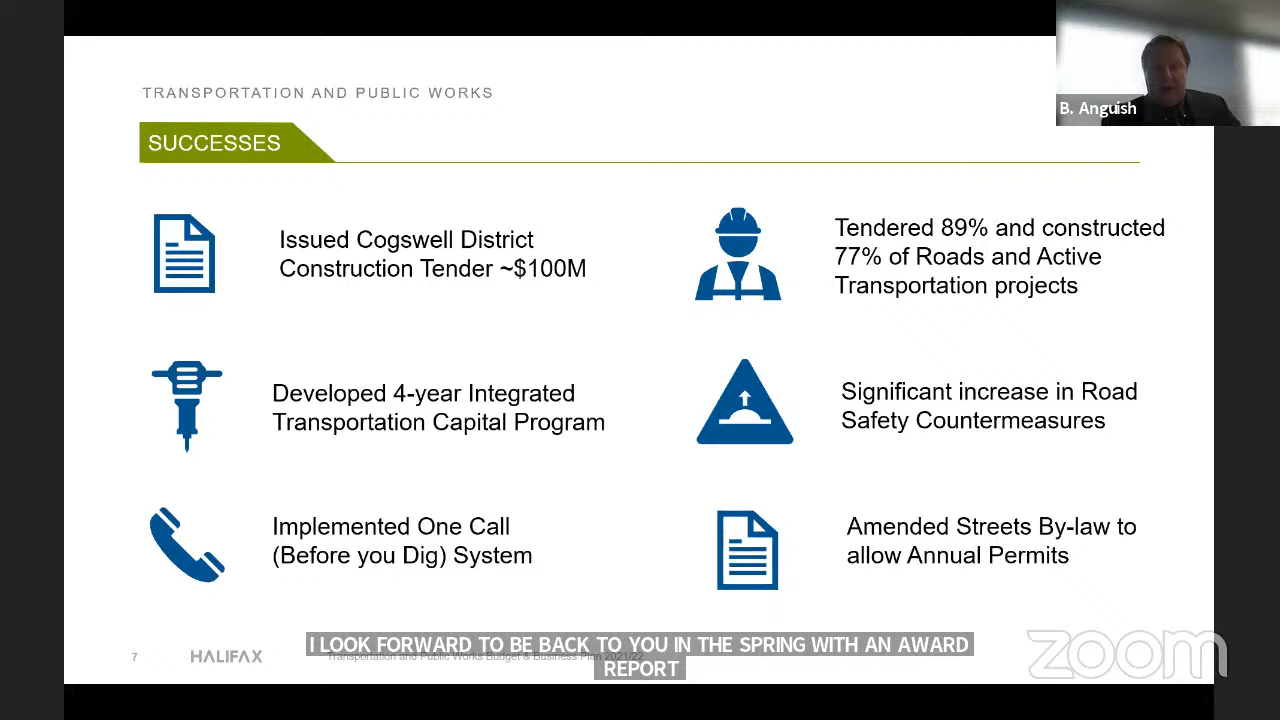 TRANSPORTATION AND PUBLIC WORKS
B. Anguish
SUCCESSES
Issued Cogswell District
Construction Tender ~$100M
Tendered 89% and constructed
77% of Roads and Active
Transportation projects
Developed 4-year Integrated
Transportation Capital Program
Significant increase in Road
Safety Countermeasures
Implemented One Call
(Before you Dig) System
Amended Streets By-law to
allow Annual Permits
I LOOK FORWARD TO BE BACK TO YOU IN THE SPRING WITH AN AWARD
REPORT
7
HALIFAX
Transportation and Public Works Budget & Business Plan 2021/22
zoom